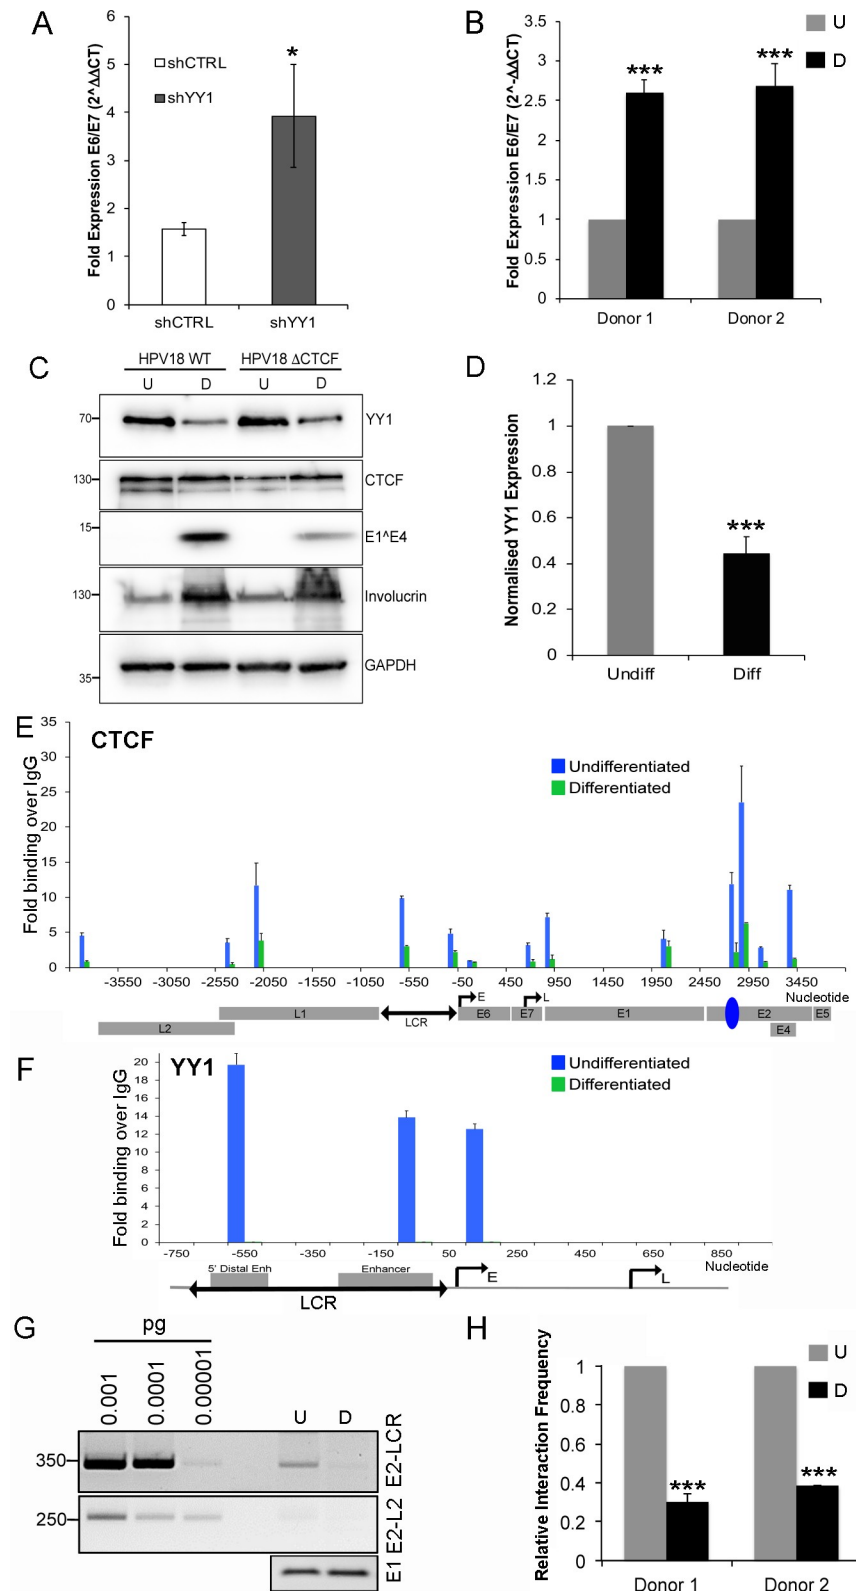 A
Fold Expression E6/E7 (2^ΔΔCT)
6
5
4
3
2
1
0
shCTRL
shYY1
*
shCTRL
shYY1
B
Fold Expression E6/E7 (2^-ΔΔCT)
3.5
3
2.5
2
1.5
1
0.5
0
U
D
***
***
Donor 1
Donor 2
C
HPV18 WT
HPV18 ΔCTCF
U D U D
70
YY1
130
CTCF
15
E1^E4
130
Involucrin
35
GAPDH
D
Normalised YY1 Expression
1.2
1
0.8
0.6
0.4
0.2
0
***
Undiff
Diff
E
CTCF
Fold binding over IgG
35
30
25
20
15
10
5
0
Undifferentiated
Differentiated
-3550 -3050 -2550 -2050 -1550 -1050 -550 -50 450 950 1450 1950 2450 2950 3450
Nucleotide
E
L
L2
L1
LCR
E6
E7
E1
E2
E4
E5
F
YY1
Fold binding over IgG
20
18
16
14
12
10
8
6
4
2
0
Undifferentiated
Differentiated
-750 -550 -350 -150 50 250 450 650 850
Nucleotide
5' Distal Enh
Enhancer
E
L
LCR
G
pg
0.001
0.0001
0.00001
U
D
350
E2-LCR
250
E2-L2
E1
H
Relative Interaction Frequency
1
0.8
0.6
0.4
0.2
0
U
D
***
***
Donor 1
Donor 2